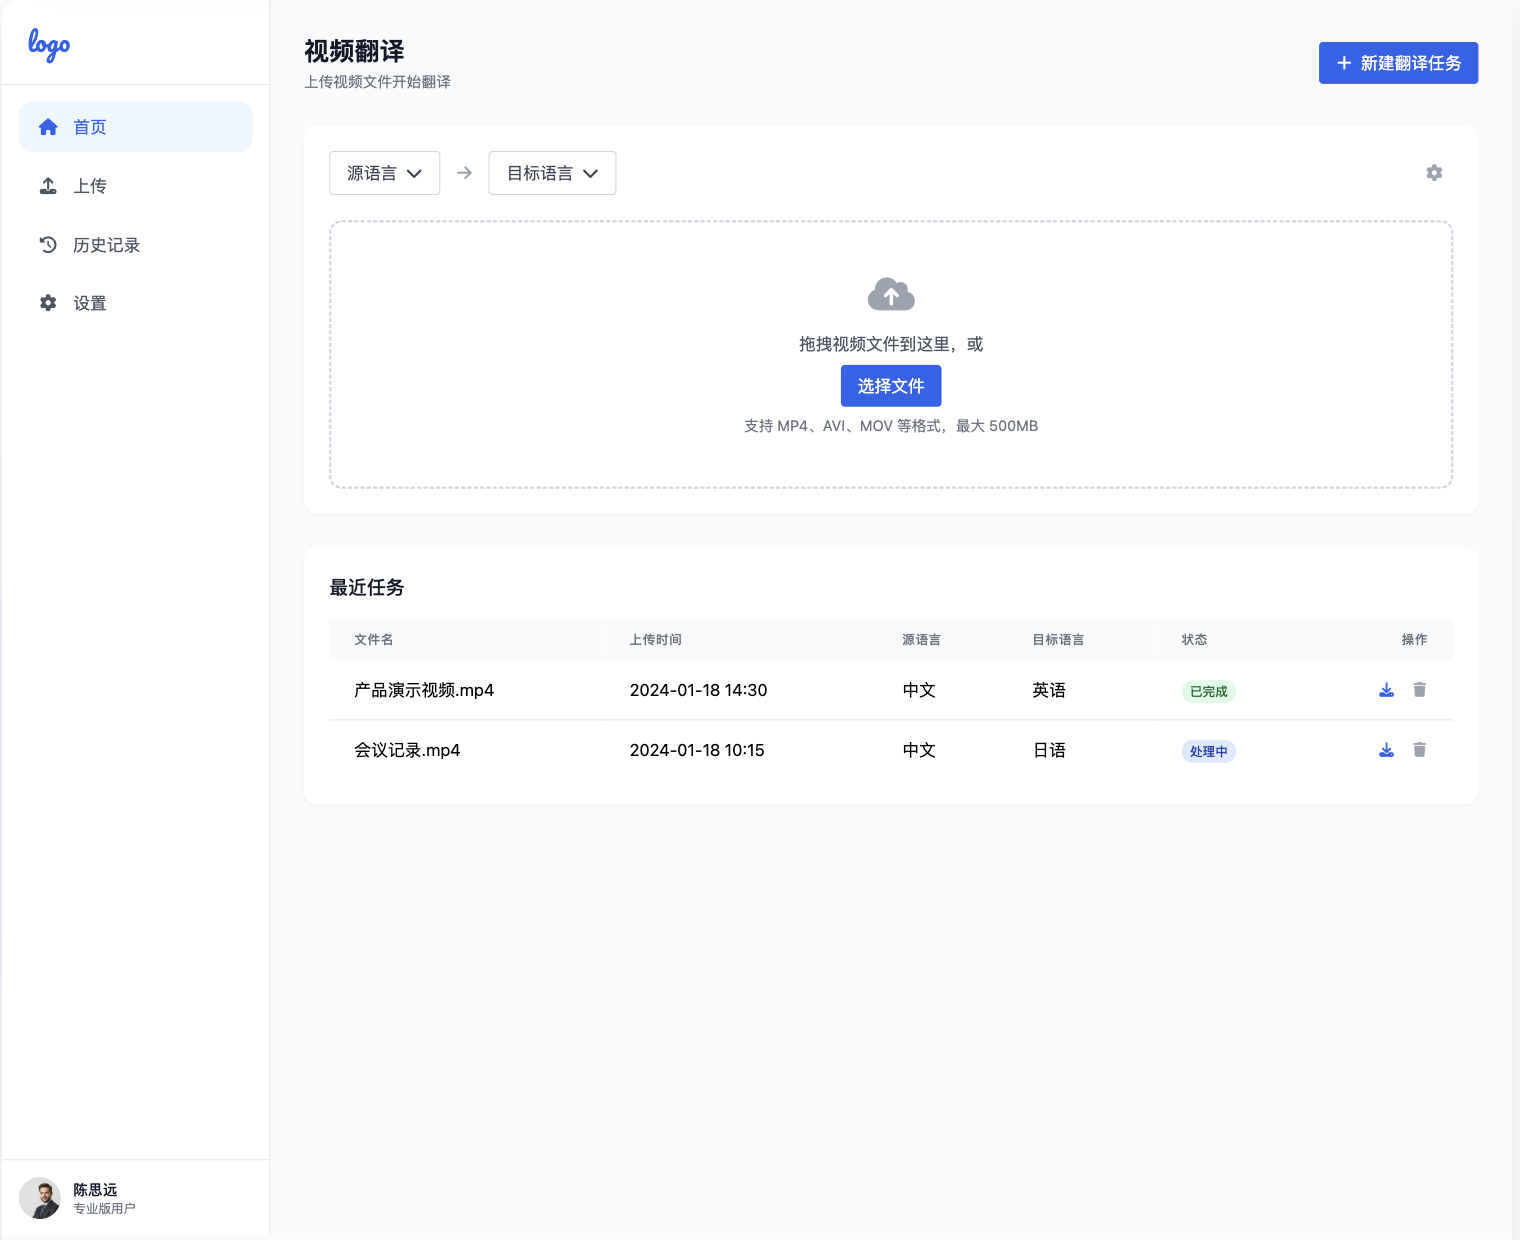 logo
首页
上传
历史记录
设置
陈思远
专业版用户
视频翻译
上传视频文件开始翻译
新建翻译任务
源语言 目标语言
拖拽视频文件到这里，或
选择文件
支持 MP4、AVI、MOV 等格式，最大 500MB
最近任务
文件名 上传时间 源语言 目标语言 状态 操作
产品演示视频.mp4 2024-01-18 14:30 中文 英语 已完成
会议记录.mp4 2024-01-18 10:15 中文 日语 处理中